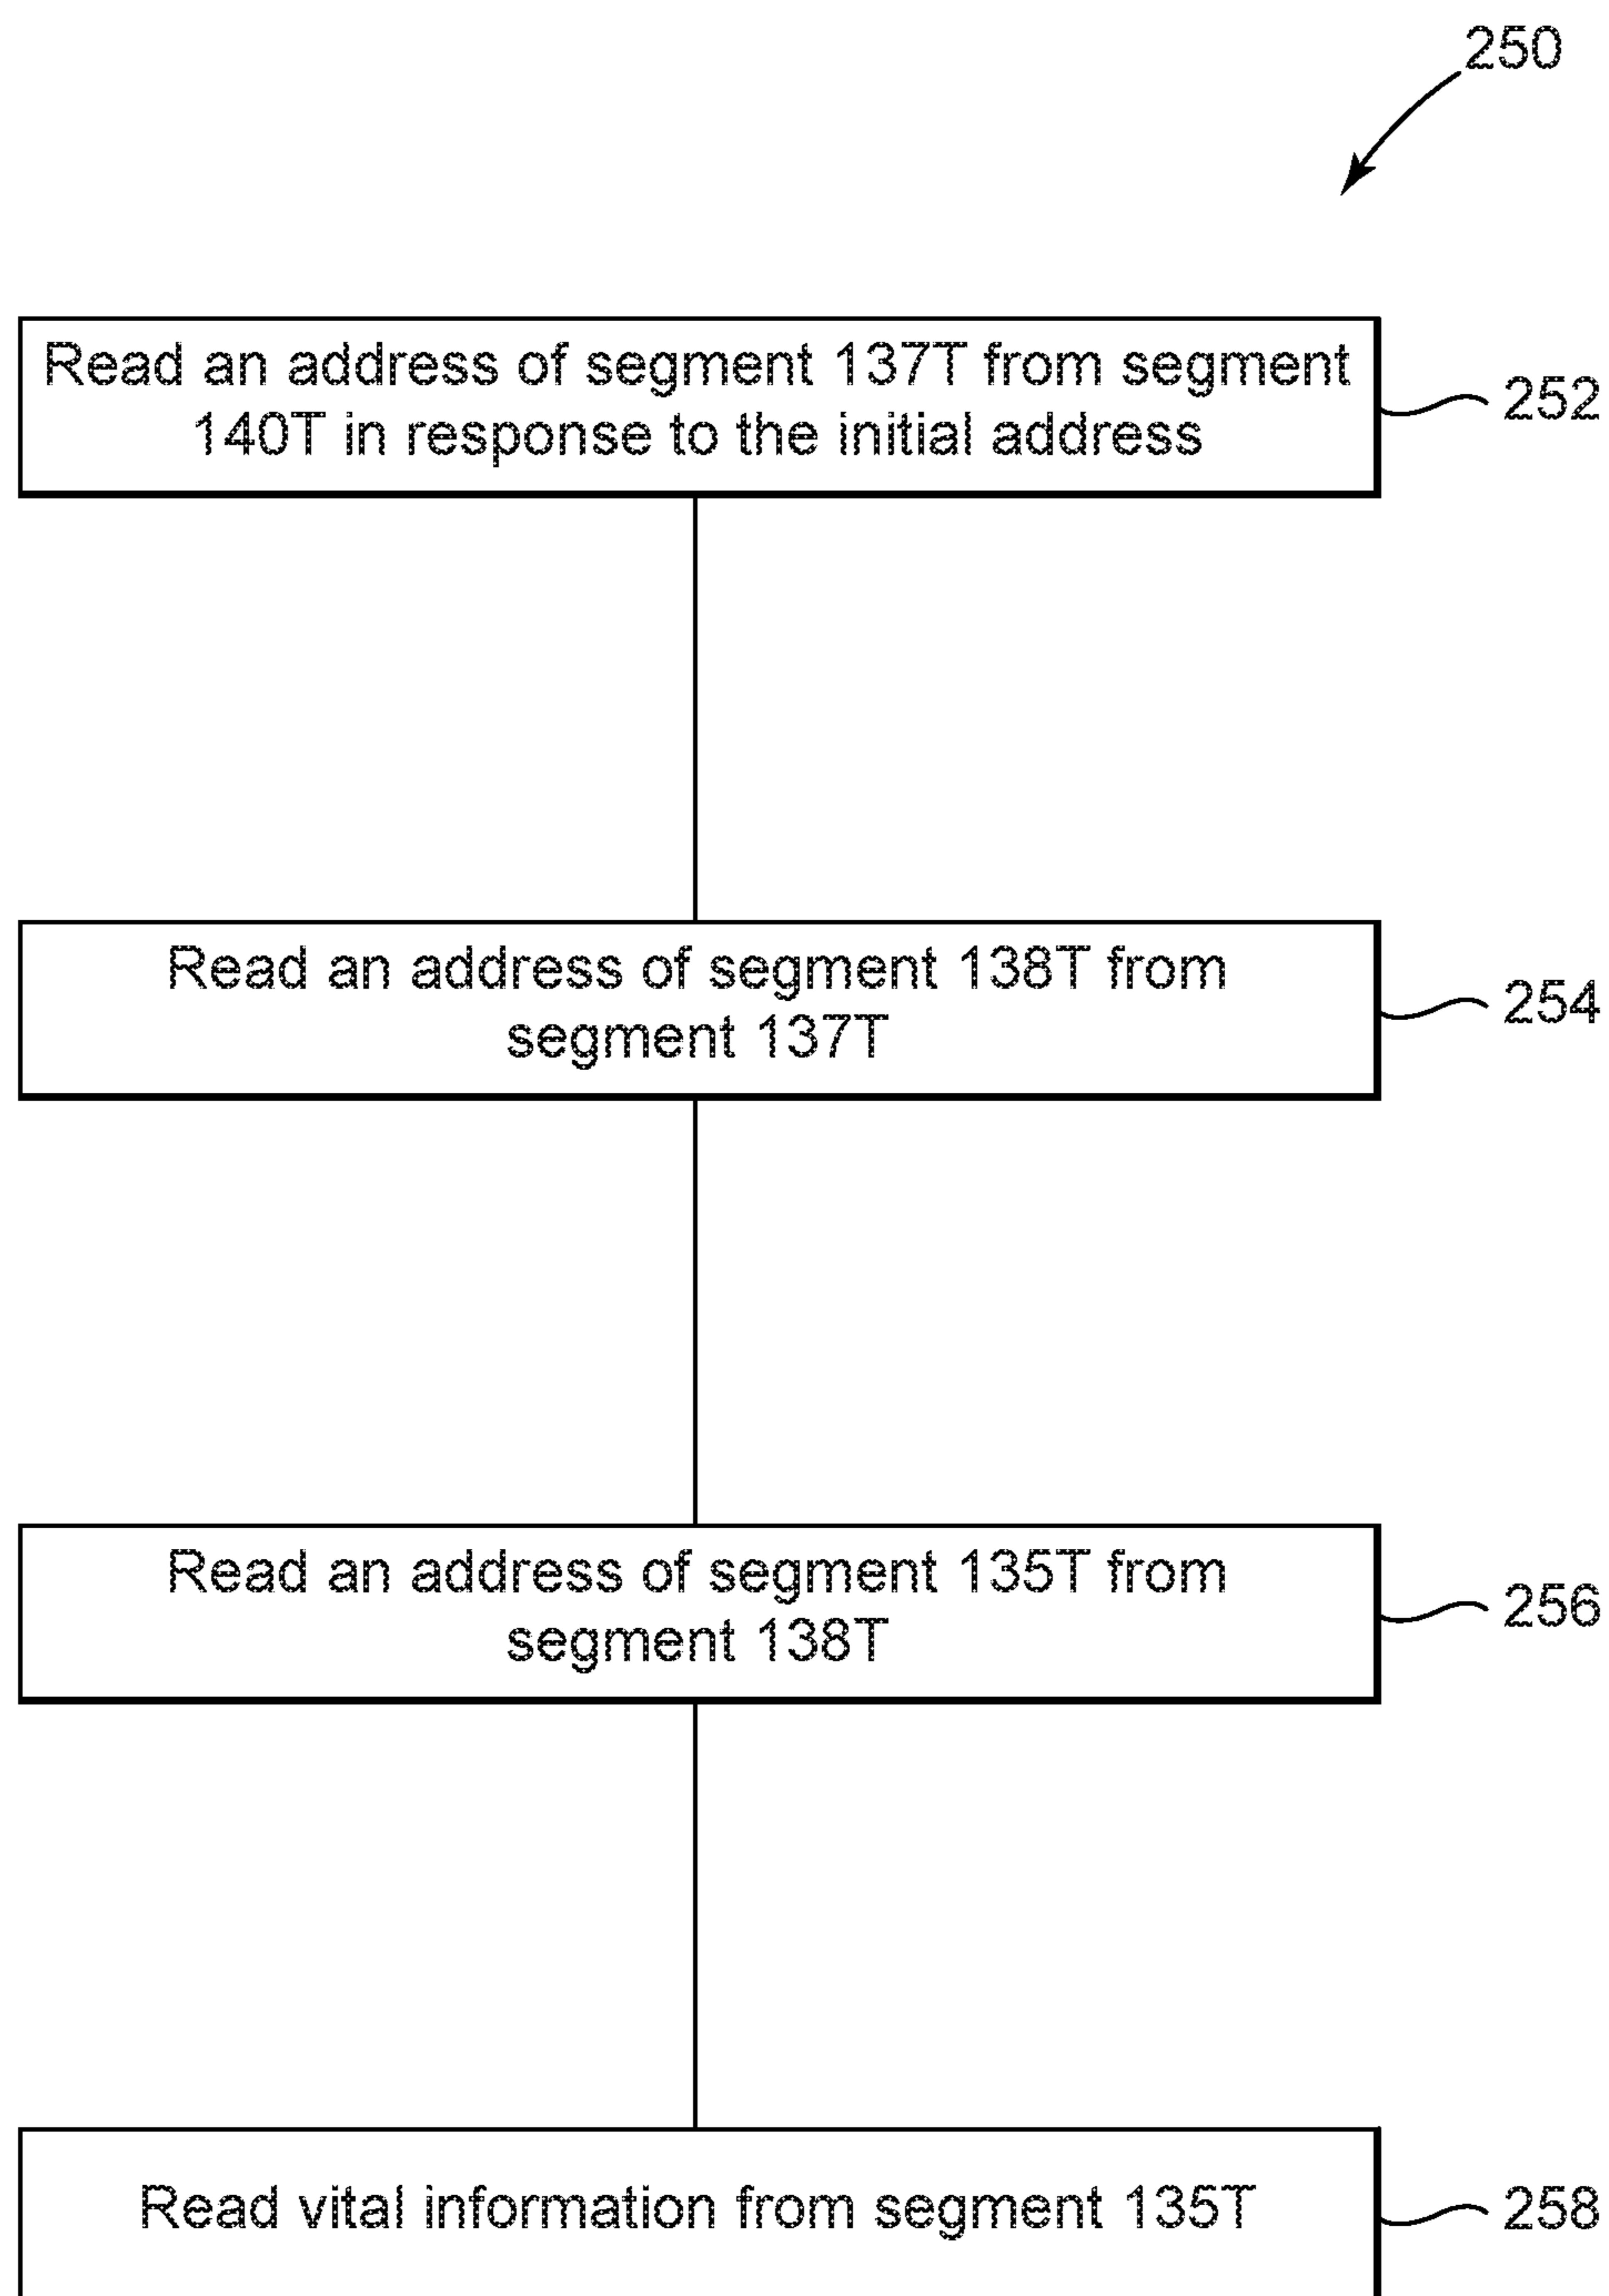 250
Read an address of segment 137T from segment
140T in response to the initial address
252
Read an address of segment 138T from
segment 137T
254
Read an address of segment 135T from
segment 138T
256
Read vital information from segment 135T
258